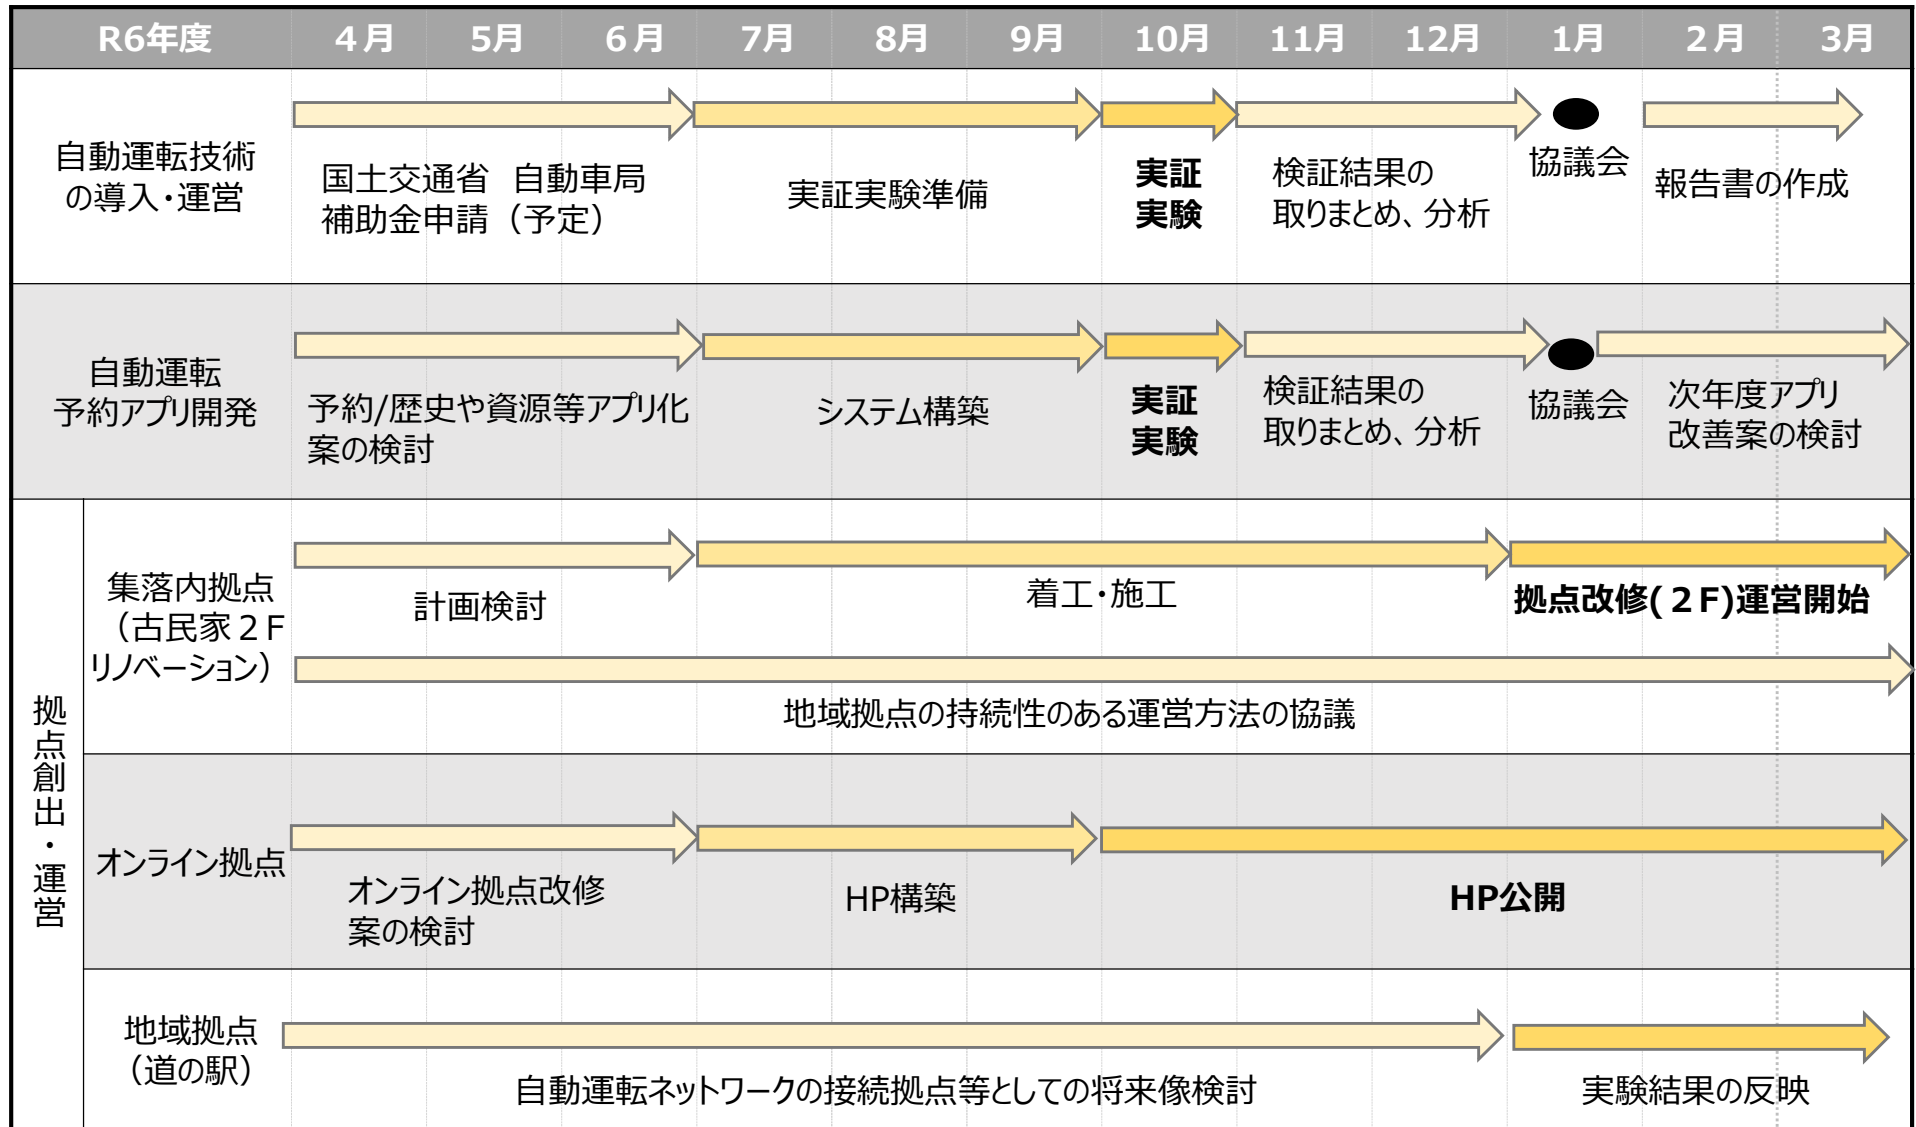 R6年度 4月 5月 6月 7月 8月 9月 10月 11月 12月 1月 2月 3月
自動運転技術
の導入・運営
国土交通省 自動車局
補助金申請（予定）
実証実験準備
実証
実験
検証結果の
取りまとめ、分析
協議会
報告書の作成
自動運転
予約アプリ開発
予約/歴史や資源等アプリ化
案の検討
システム構築
実証
実験
検証結果の
取りまとめ、分析
協議会
次年度アプリ
改善案の検討
拠点創出・運営
集落内拠点
（古民家２F
リノベーション）
計画検討
着工・施工
拠点改修(２F)運営開始
地域拠点の持続性のある運営方法の協議
オンライン拠点
オンライン拠点改修
案の検討
HP構築
HP公開
地域拠点
（道の駅）
自動運転ネットワークの接続拠点等としての将来像検討
実験結果の反映